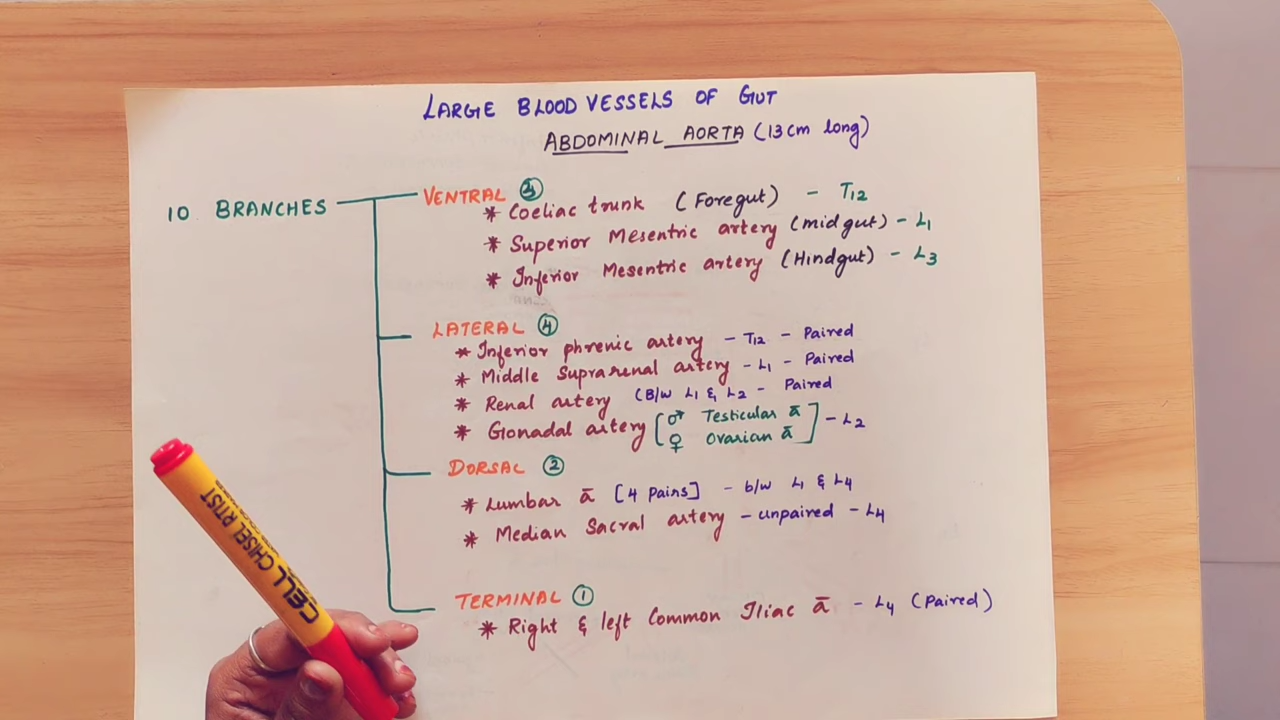 LARGE BLOOD VESSELS OF GUT
ABDOMINAL AORTA (13cm long)
10 BRANCHES
VENTRAL ③
* Coeliac trunk (Foregut) - T12
* Superior Mesentric artery (midgut) - L1
* Inferior Mesentric artery (Hindgut) - L3
LATERAL ④
* Inferior phrenic artery - T12 - Paired
* Middle Suprarenal artery - L1 - Paired
* Renal artery (B/w L1 & L2 - Paired
* Gonadal artery [♂ Testicular ā
♀ Ovarian ā] - L2
DORSAL ②
* Lumbar ā [4 Pairs] - b/w L1 & L4
* Median Sacral artery - unpaired - L4
TERMINAL ①
* Right & left Common Iliac ā - L4 (Paired)
CELL CHISEL RTIST